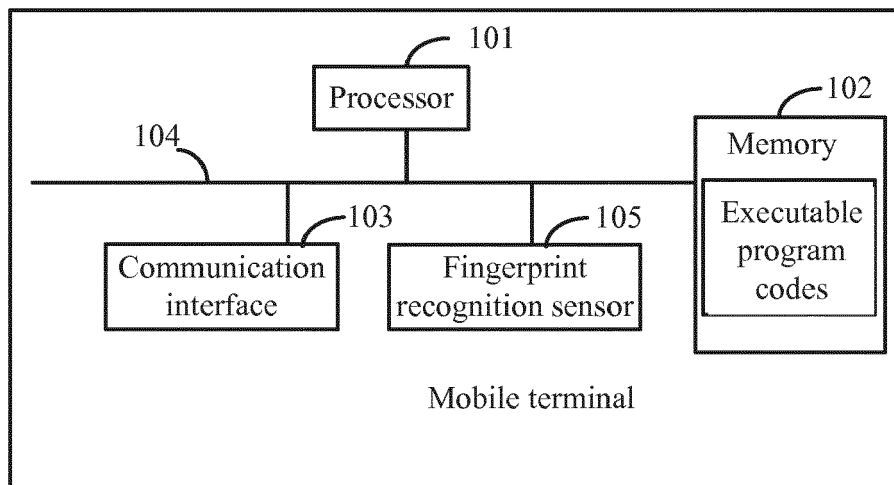 101
Processor
102
Memory
104
Executable
program
codes
103
105
Communication
interface
Fingerprint
recognition sensor
Mobile terminal